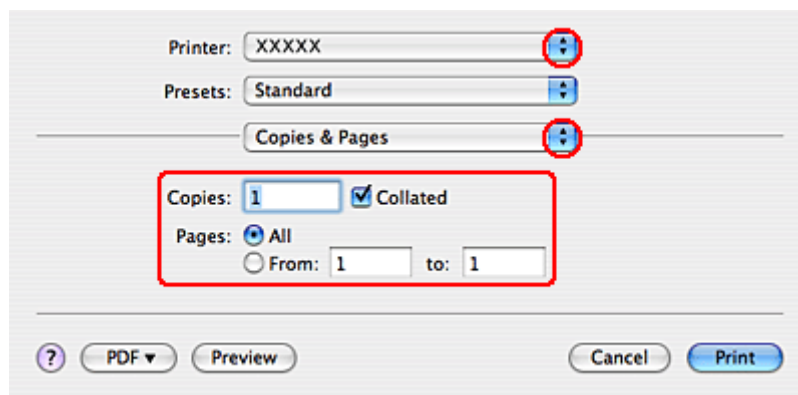 Printer: XXXXX
Presets: Standard
Copies & Pages
Copies: 1 Collated
Pages: All
From: 1 to: 1
? PDF Preview Cancel Print